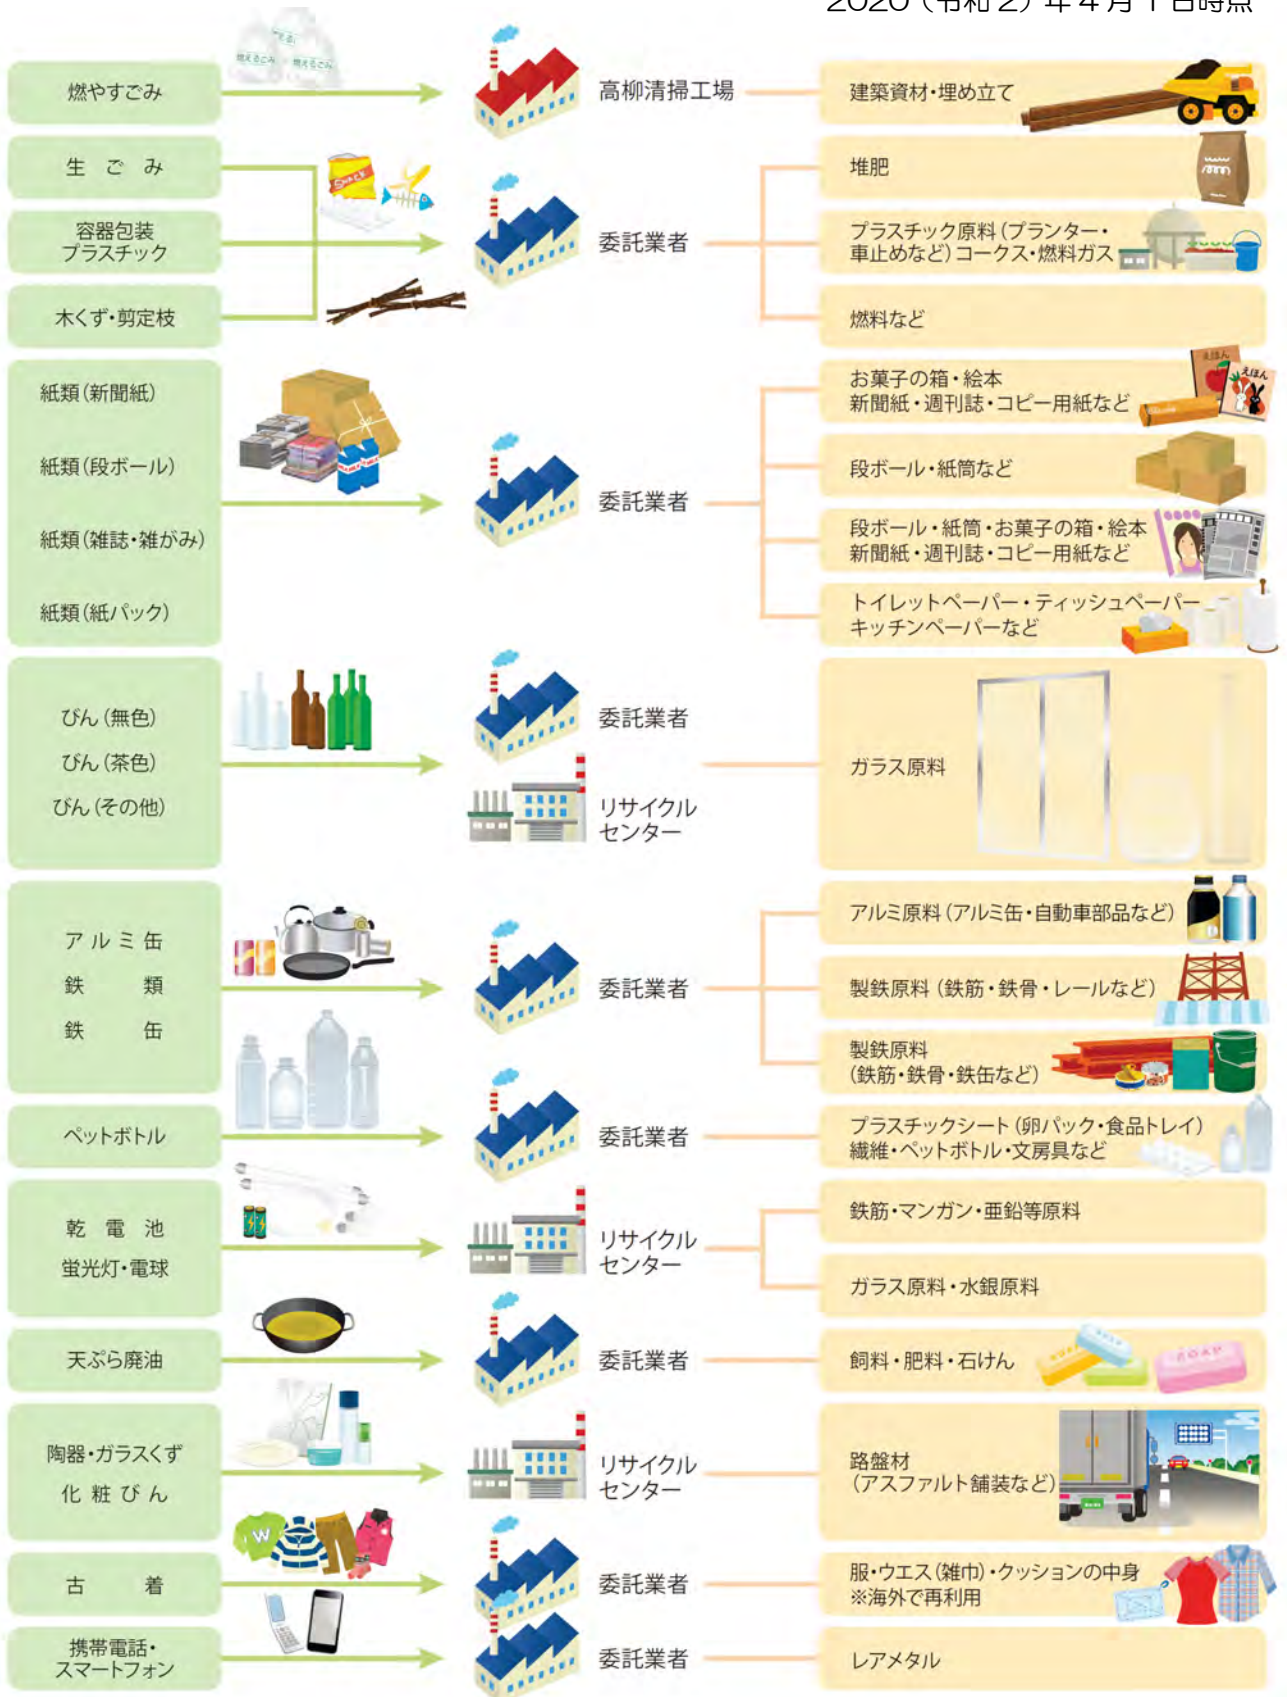 2020（令和2）年4月1日時点
燃やすごみ
燃えるごみ
燃えるごみ
高柳清掃工場
建築資材・埋め立て
生ごみ
容器包装
プラスチック
木くず・剪定枝
SNACK
委託業者
堆肥
プラスチック原料（プランター・
車止めなど）コークス・燃料ガス
燃料など
紙類（新聞紙）
紙類（段ボール）
紙類（雑誌・雑がみ）
紙類（紙パック）
委託業者
お菓子の箱・絵本
新聞紙・週刊誌・コピー用紙など
えほん
えほん
段ボール・紙筒など
段ボール・紙筒・お菓子の箱・絵本
新聞紙・週刊誌・コピー用紙など
トイレットペーパー・ティッシュペーパー
キッチンペーパーなど
びん（無色）
びん（茶色）
びん（その他）
委託業者
リサイクル
センター
ガラス原料
アルミ缶
鉄類
鉄缶
委託業者
アルミ原料（アルミ缶・自動車部品など）
製鉄原料（鉄筋・鉄骨・レールなど）
製鉄原料
（鉄筋・鉄骨・鉄缶など）
ペットボトル
委託業者
プラスチックシート（卵パック・食品トレイ）
繊維・ペットボトル・文房具など
乾電池
蛍光灯・電球
リサイクル
センター
鉄筋・マンガン・亜鉛等原料
ガラス原料・水銀原料
天ぷら廃油
委託業者
飼料・肥料・石けん
SOAP
SOAP
SOAP
陶器・ガラスくず
化粧びん
リサイクル
センター
路盤材
（アスファルト舗装など）
古着
W
委託業者
服・ウエス（雑巾）・クッションの中身
※海外で再利用
携帯電話・
スマートフォン
委託業者
レアメタル